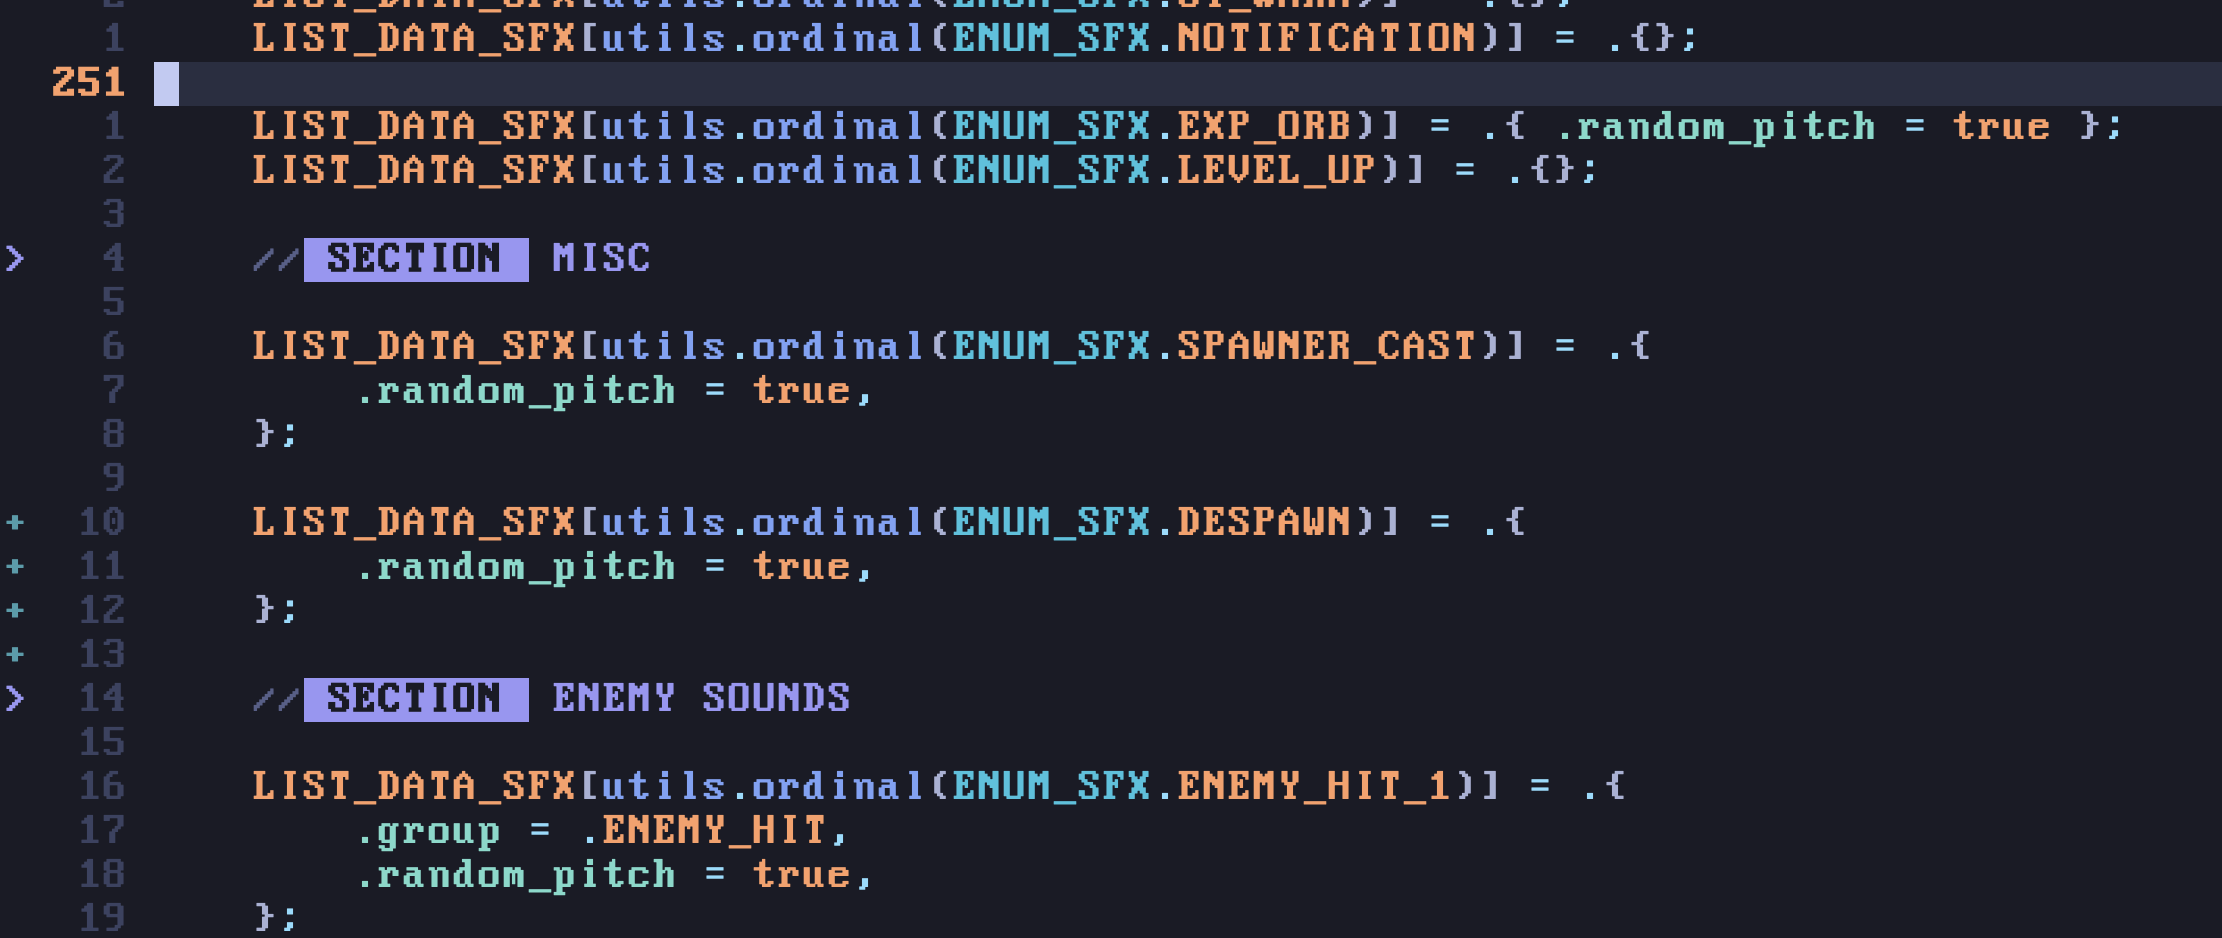 1 LIST_DATA_SFX[utils.ordinal(ENUM_SFX.NOTIFICATION)] = .{};
251
1 LIST_DATA_SFX[utils.ordinal(ENUM_SFX.EXP_ORB)] = .{ .random_pitch = true };
2 LIST_DATA_SFX[utils.ordinal(ENUM_SFX.LEVEL_UP)] = .{};
3
> 4 // SECTION MISC
5
6 LIST_DATA_SFX[utils.ordinal(ENUM_SFX.SPAWNER_CAST)] = .{
7 .random_pitch = true,
8 };
9
+ 10 LIST_DATA_SFX[utils.ordinal(ENUM_SFX.DESPAWN)] = .{
+ 11 .random_pitch = true,
+ 12 };
+ 13
> 14 // SECTION ENEMY SOUNDS
15
16 LIST_DATA_SFX[utils.ordinal(ENUM_SFX.ENEMY_HIT_1)] = .{
17 .group = .ENEMY_HIT,
18 .random_pitch = true,
19 };